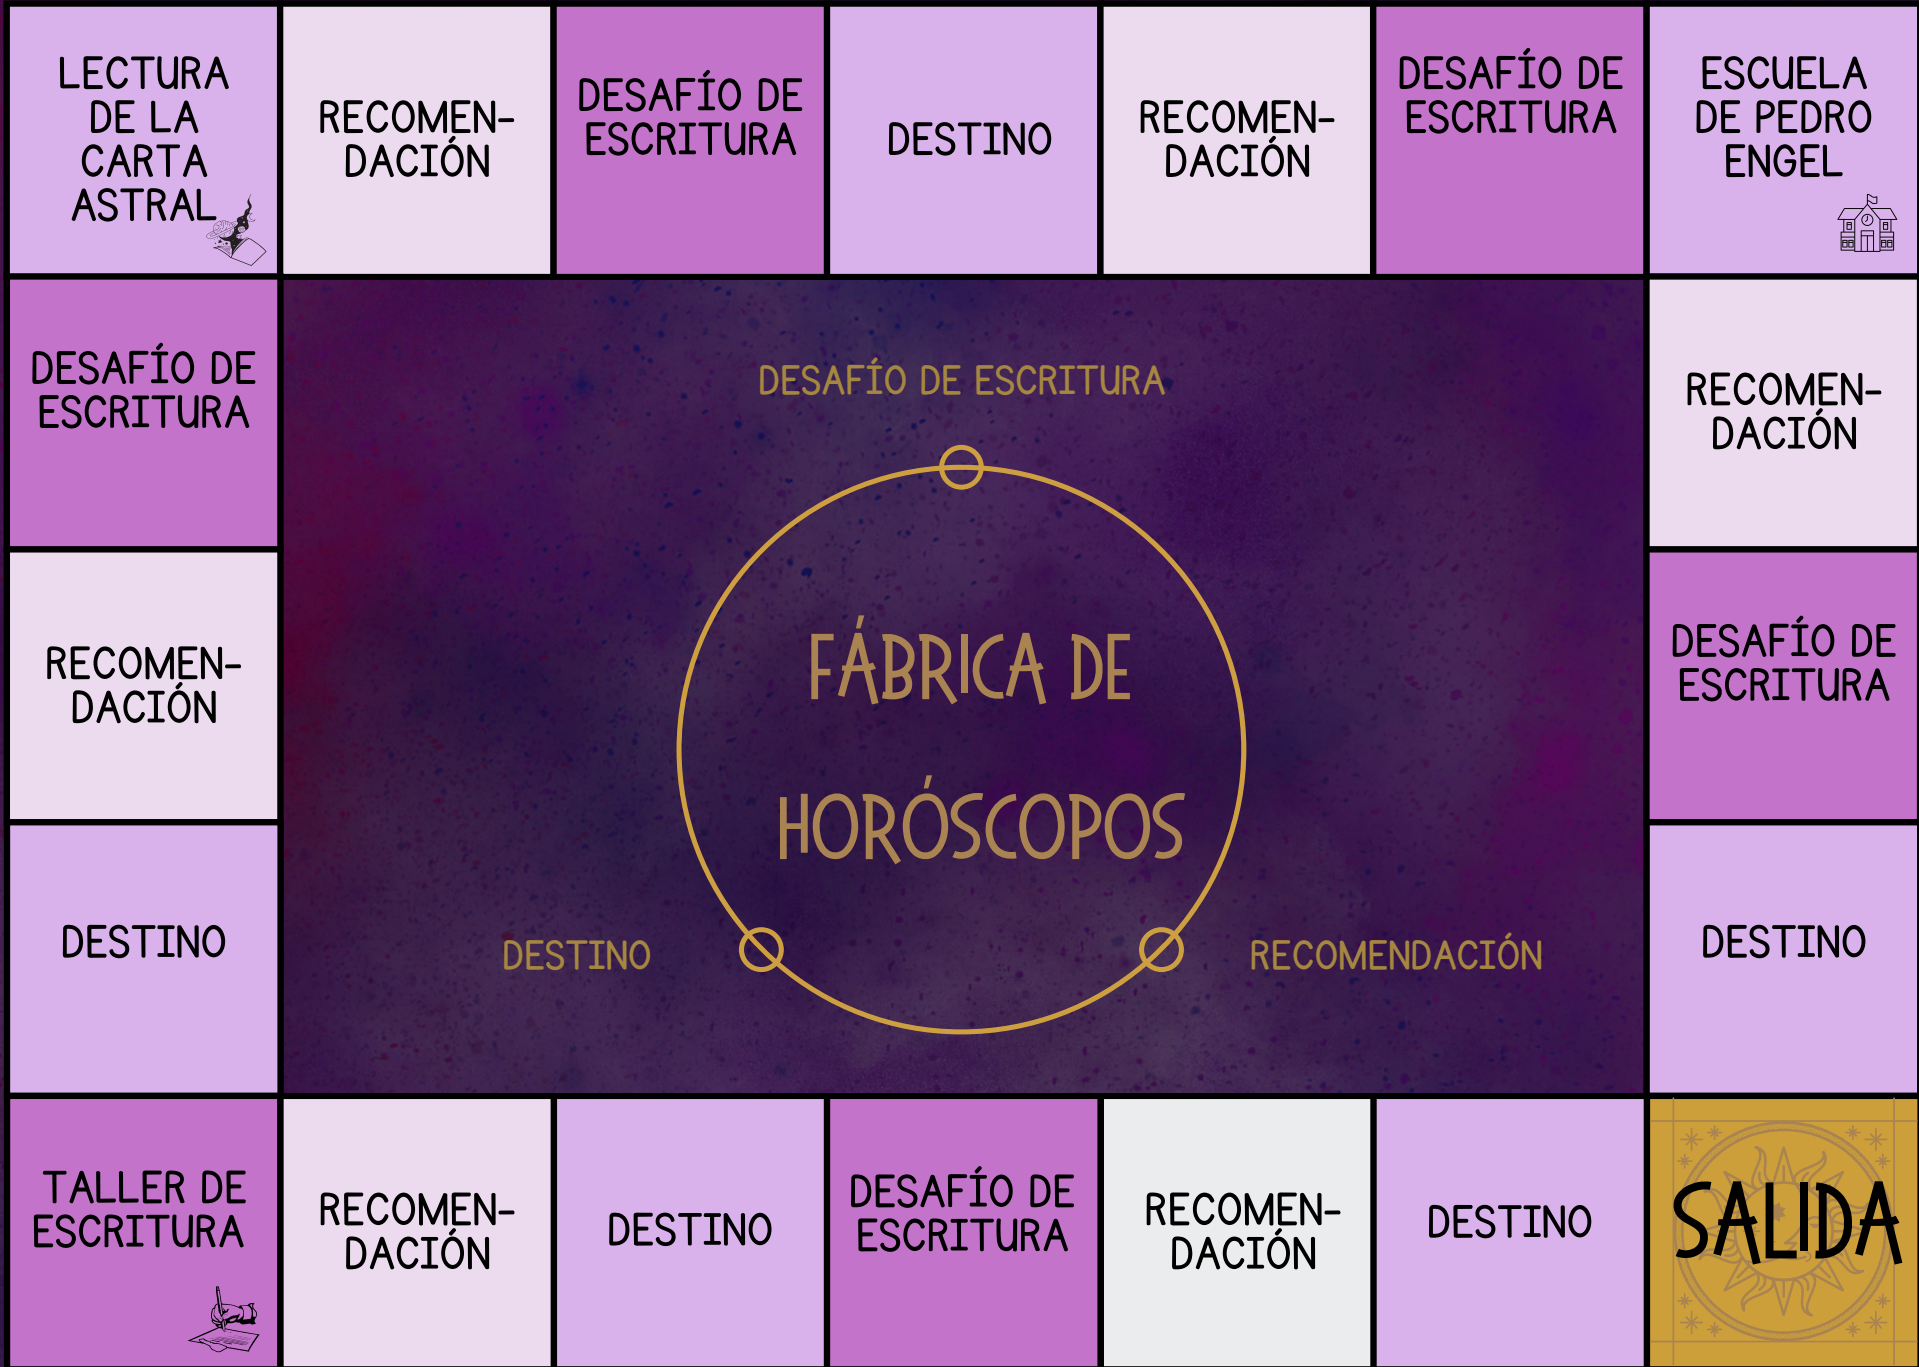 LECTURA
DE LA
CARTA
ASTRAL
RECOMEN-
DACIÓN
DESAFÍO DE
ESCRITURA
DESTINO
RECOMEN-
DACIÓN
DESAFÍO DE
ESCRITURA
ESCUELA
DE PEDRO
ENGEL
DESAFÍO DE
ESCRITURA
RECOMEN-
DACIÓN
DESAFÍO DE ESCRITURA
RECOMEN-
DACIÓN
DESAFÍO DE
ESCRITURA
FÁBRICA DE
HORÓSCOPOS
DESTINO
DESTINO
RECOMENDACIÓN
DESTINO
TALLER DE
ESCRITURA
RECOMEN-
DACIÓN
DESTINO
DESAFÍO DE
ESCRITURA
RECOMEN-
DACIÓN
DESTINO
SALIDA